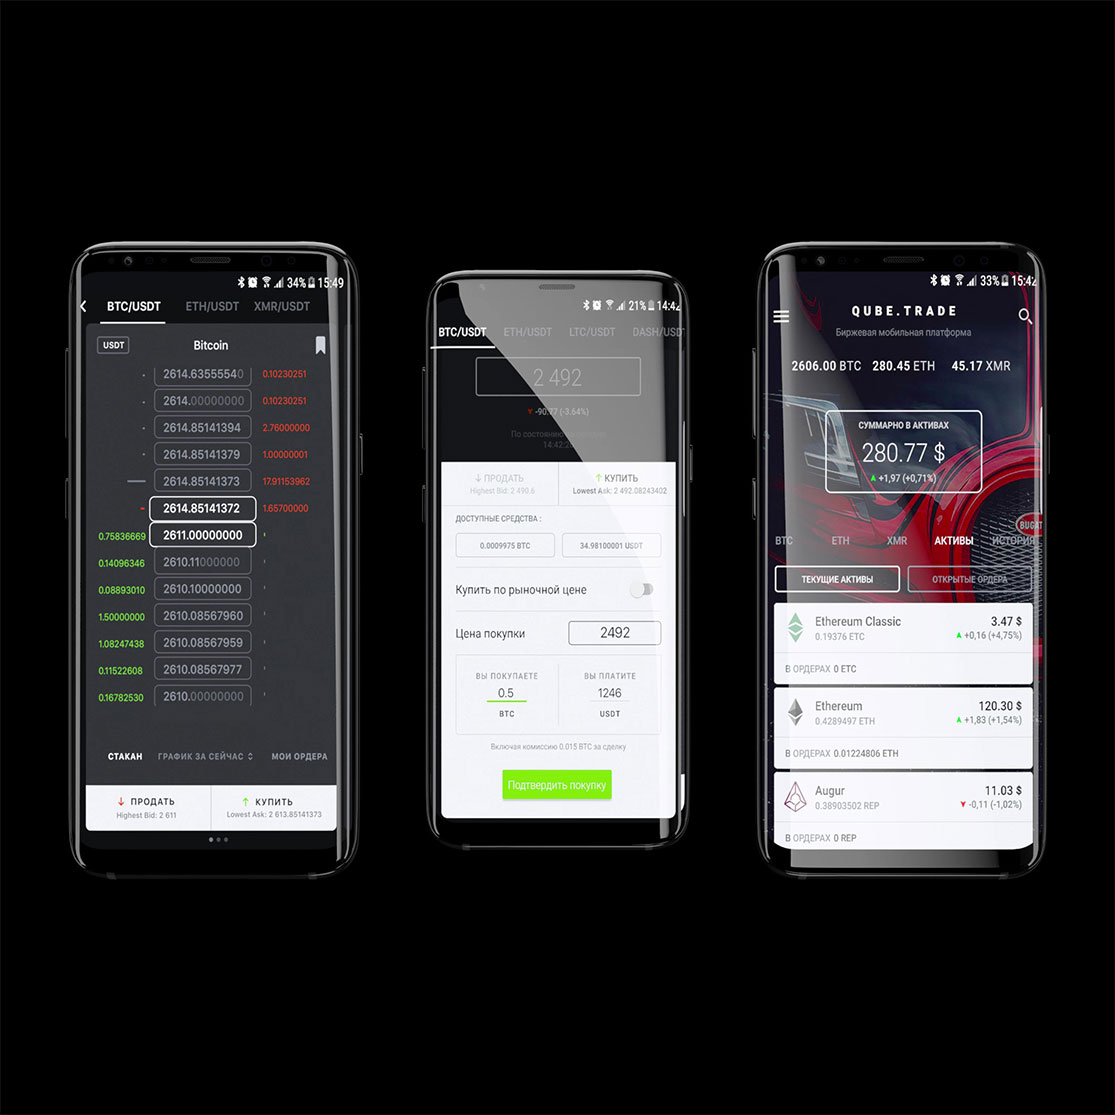 34% 15:49
BTC/USDT ETH/USDT XMR/USDT
USDT Bitcoin
2614.63555540 0.10230251
2614.00000000 0.10230251
2614.85141394 2.76000000
2614.85141379 1.00000001
2614.85141373 17.91153962
2614.85141372 1.65700000
0.75836669 2611.00000000
0.14096346 2610.11000000
0.08893010 2610.10000000
1.50000000 2610.08567960
1.08247438 2610.08567959
0.11522608 2610.08567977
0.16782530 2610.00000000
СТАКАН ГРАФИК ЗА СЕЙЧАС МОИ ОРДЕРА
ПРОДАТЬ КУПИТЬ
Highest Bid: 2 611 Lowest Ask: 2 613.85141373
21% 14:42
BTC/USDT ETH/USDT LTC/USDT DASH/USDT
2 492
-90.77 (-3.64%)
По состоянию на сегодня
14:42:2
ПРОДАТЬ КУПИТЬ
Highest Bid: 2 490.6 Lowest Ask: 2 492.08243402
ДОСТУПНЫЕ СРЕДСТВА :
0.0009975 BTC 34.98100001 USDT
Купить по рыночной цене
Цена покупки 2492
ВЫ ПОКУПАЕТЕ ВЫ ПЛАТИТЕ
0.5 1246
BTC USDT
Включая комиссию 0.015 BTC за сделку
Подтвердить покупку
33% 15:42
QUBE.TRADE
Биржевая мобильная платформа
2606.00 BTC 280.45 ETH 45.17 XMR
СУММАРНО В АКТИВАХ
280.77 $
+1,97 (+0,71%)
BUGAT
BTC ETH XMR АКТИВЫ ИСТОРИЯ
ТЕКУЩИЕ АКТИВЫ ОТКРЫТЫЕ ОРДЕРА
Ethereum Classic 3.47 $
0.19376 ETC +0,16 (+4,75%)
В ОРДЕРАХ 0 ETC
Ethereum 120.30 $
0.4289497 ETH +1,83 (+1,54%)
В ОРДЕРАХ 0.01224806 ETH
Augur 11.03 $
0.38903502 REP -0,11 (-1,02%)
В ОРДЕРАХ 0 REP